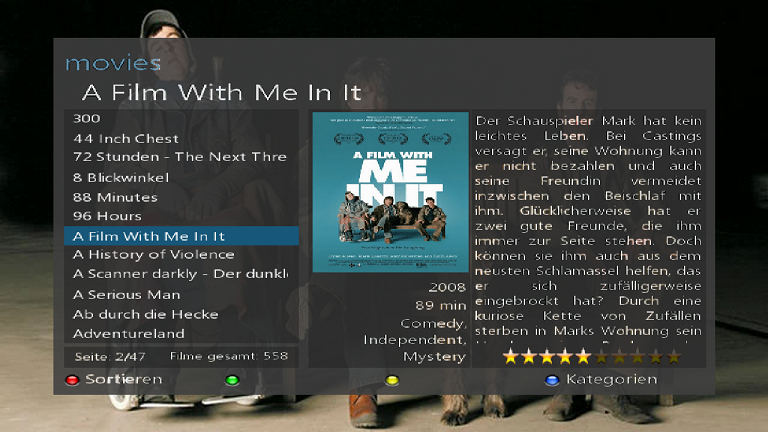 movies
A Film With Me In It
300
44 Inch Chest
72 Stunden - The Next Thre
8 Blickwinkel
88 Minutes
96 Hours
A Film With Me In It
A History of Violence
A Scanner darkly - Der dunkl
A Serious Man
Ab durch die Hecke
Adventureland
Seite: 2/47 Filme gesamt: 558
A FILM WITH
ME
IN IT
2008
89 min
Comedy,
Independent,
Mystery
Der Schauspieler Mark hat kein
leichtes Leben. Bei Castings
versagt er, seine Wohnung kann
er nicht bezahlen und auch
seine Freundin vermeidet
inzwischen den Beischlaf mit
ihm. Glücklicherweise hat er
zwei gute Freunde, die ihm
immer zur Seite stehen. Doch
können sie ihm auch aus dem
neusten Schlamassel helfen, das
er sich zufälligerweise
eingebrockt hat? Durch eine
kuriose Kette von Zufällen
sterben in Marks Wohnung sein
Sortieren
Kategorien